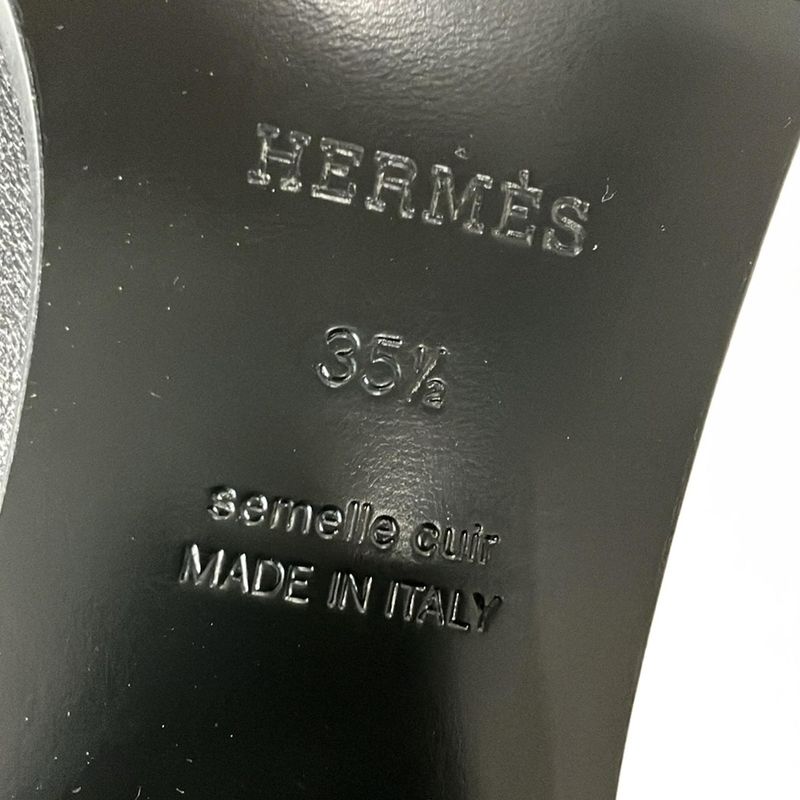 HERMÈS
35½
semelle cuir
MADE IN ITALY